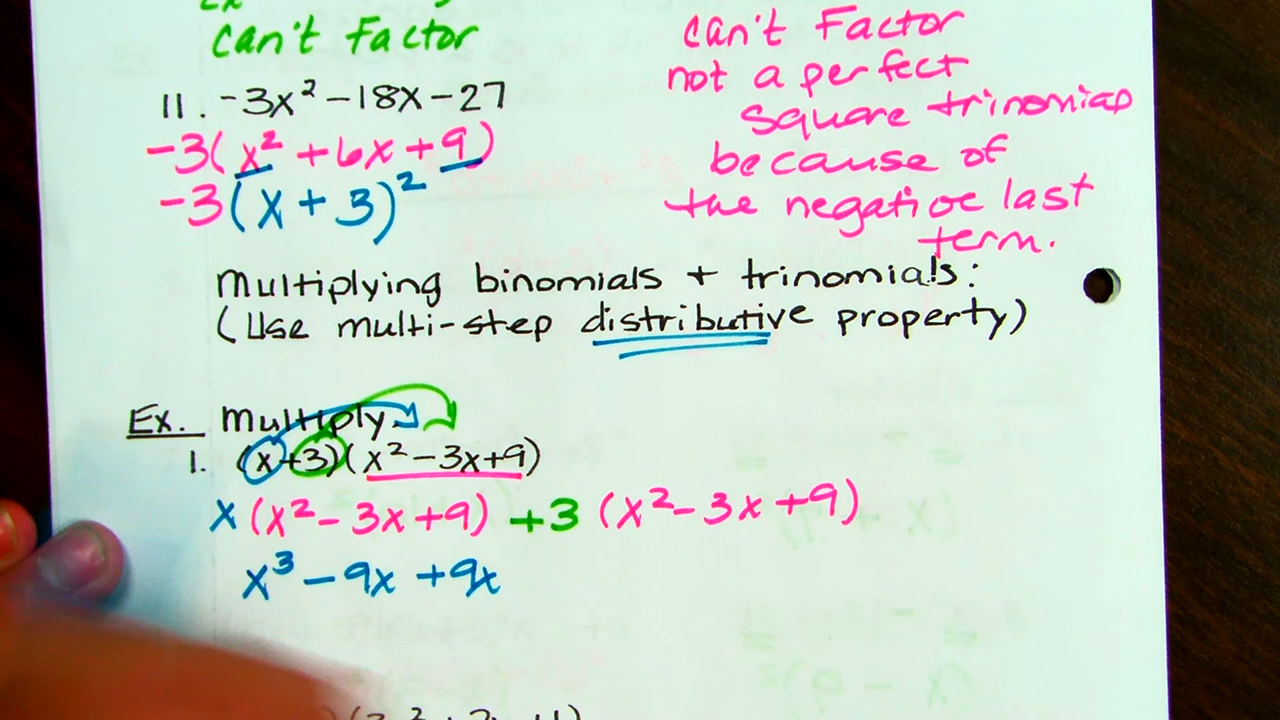 can't Factor
11. -3x² -18x -27
-3(x² +6x+9)
-3(x+3)²
can't Factor
not a perfect
square trinomial
because of
the negative last
term.
Multiplying binomials + trinomials:
(Use multi-step distributive property)
Ex. Multiply.
1. (x+3)(x²-3x+9)
x(x²-3x+9) +3(x²-3x+9)
x³ -9x +9x